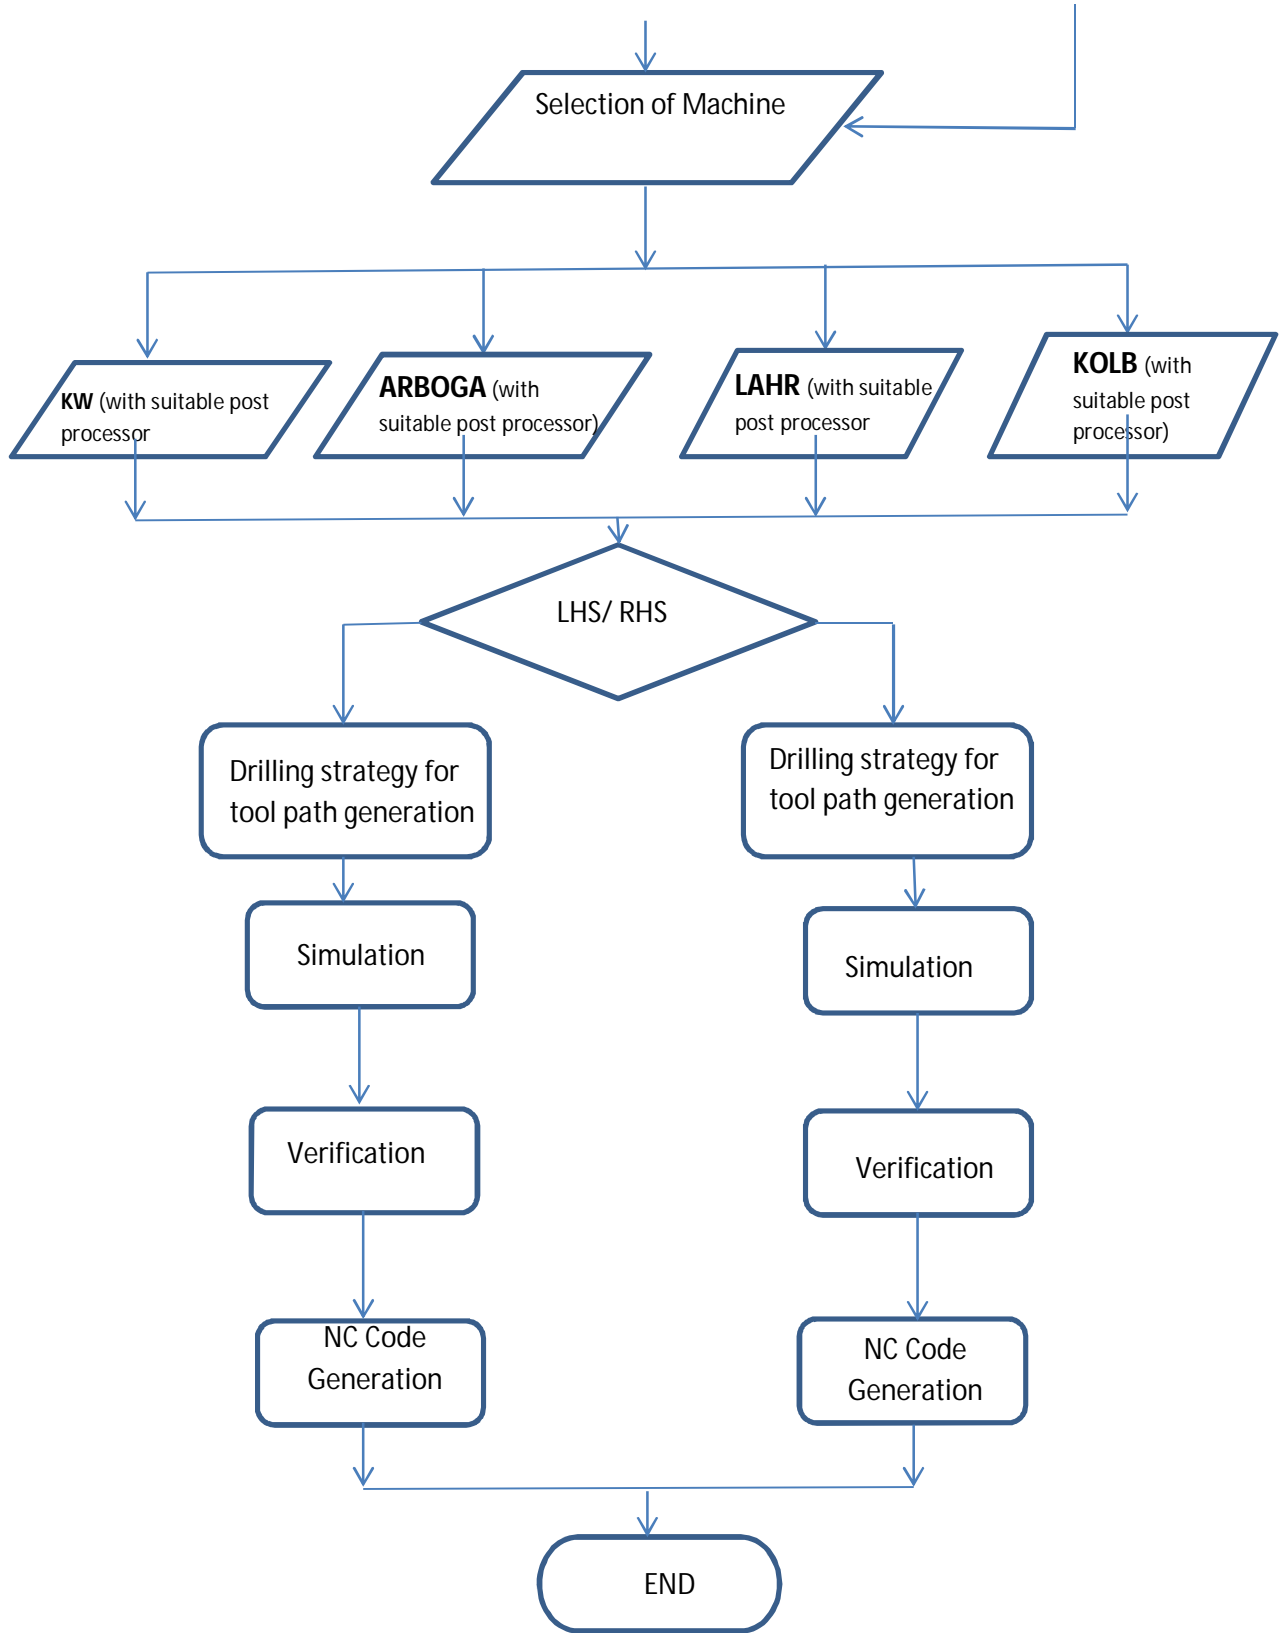 Selection of Machine
KW (with suitable post
processor
ARBOGA (with
suitable post processor)
LAHR (with suitable
post processor
KOLB (with
suitable post
processor)
LHS/ RHS
Drilling strategy for
tool path generation
Drilling strategy for
tool path generation
Simulation
Simulation
Verification
Verification
NC Code
Generation
NC Code
Generation
END